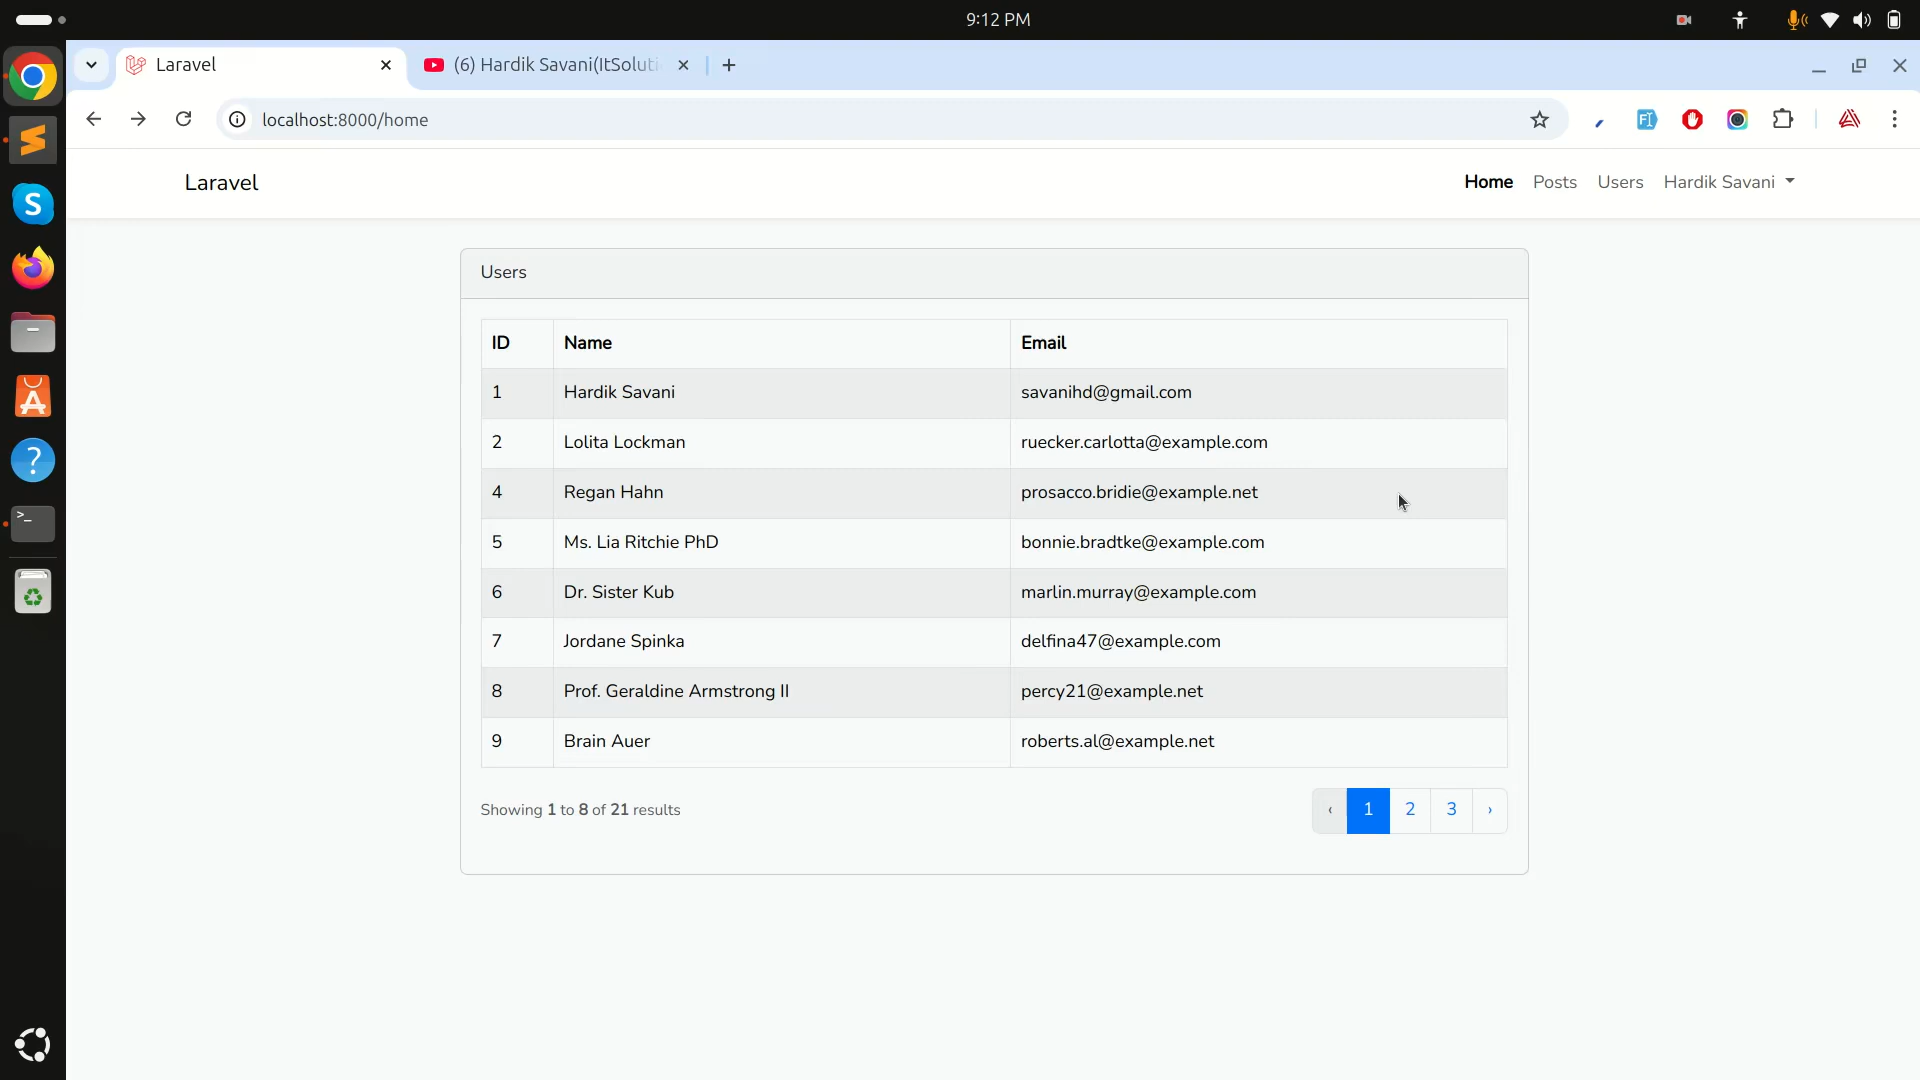 9:12 PM
Laravel
(6) Hardik Savani(ItSoluti
localhost:8000/home
Laravel
Home Posts Users Hardik Savani
Users
ID Name Email
1 Hardik Savani savanihd@gmail.com
2 Lolita Lockman ruecker.carlotta@example.com
4 Regan Hahn prosacco.bridie@example.net
5 Ms. Lia Ritchie PhD bonnie.bradtke@example.com
6 Dr. Sister Kub marlin.murray@example.com
7 Jordane Spinka delfina47@example.com
8 Prof. Geraldine Armstrong II percy21@example.net
9 Brain Auer roberts.al@example.net
Showing 1 to 8 of 21 results ‹ 1 2 3 ›